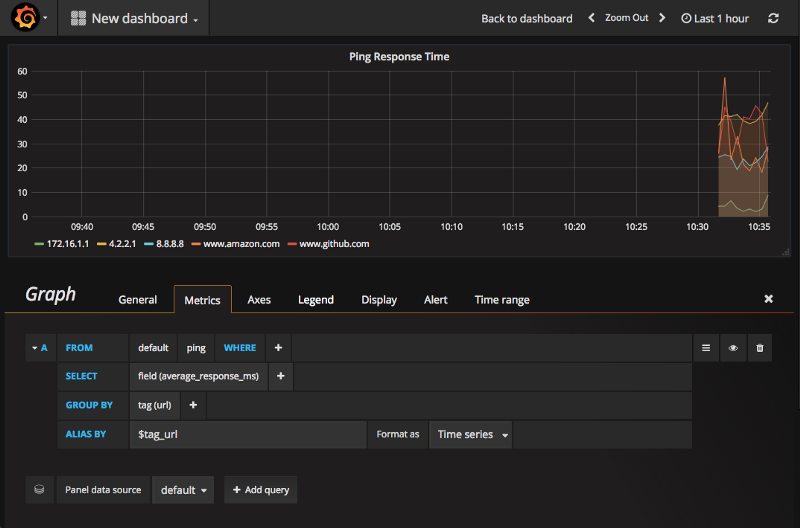 New dashboard
Back to dashboard Zoom Out Last 1 hour
Ping Response Time
60
50
40
30
20
10
0
09:40 09:45 09:50 09:55 10:00 10:05 10:10 10:15 10:20 10:25 10:30 10:35
172.16.1.1 4.2.2.1 8.8.8.8 www.amazon.com www.github.com
Graph General Metrics Axes Legend Display Alert Time range
A FROM default ping WHERE +
SELECT field (average_response_ms) +
GROUP BY tag (url) +
ALIAS BY $tag_url Format as Time series
Panel data source default + Add query